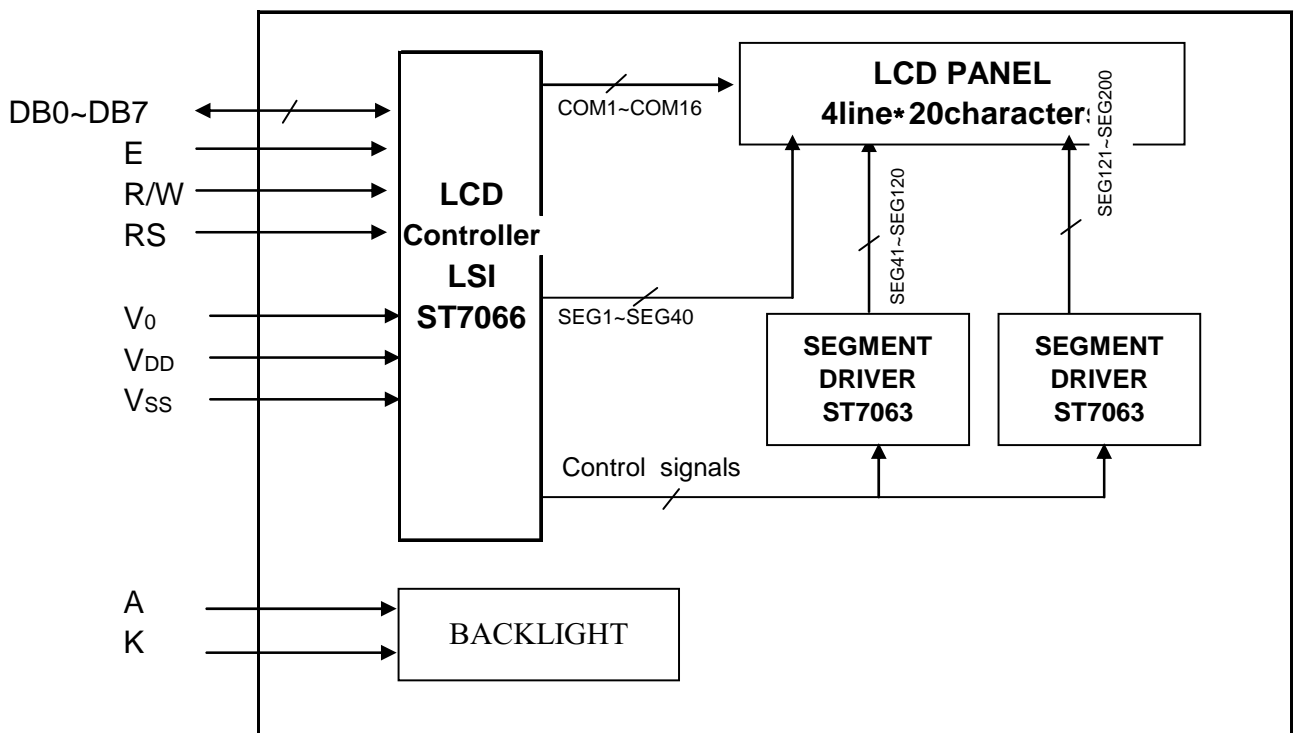 DB0~DB7
E
R/W
RS
V0
VDD
VSS
A
K
LCD
Controller
LSI
ST7066
COM1~COM16
SEG1~SEG40
Control signals
LCD PANEL
4line*20characters
SEG41~SEG120
SEG121~SEG200
SEGMENT
DRIVER
ST7063
SEGMENT
DRIVER
ST7063
BACKLIGHT